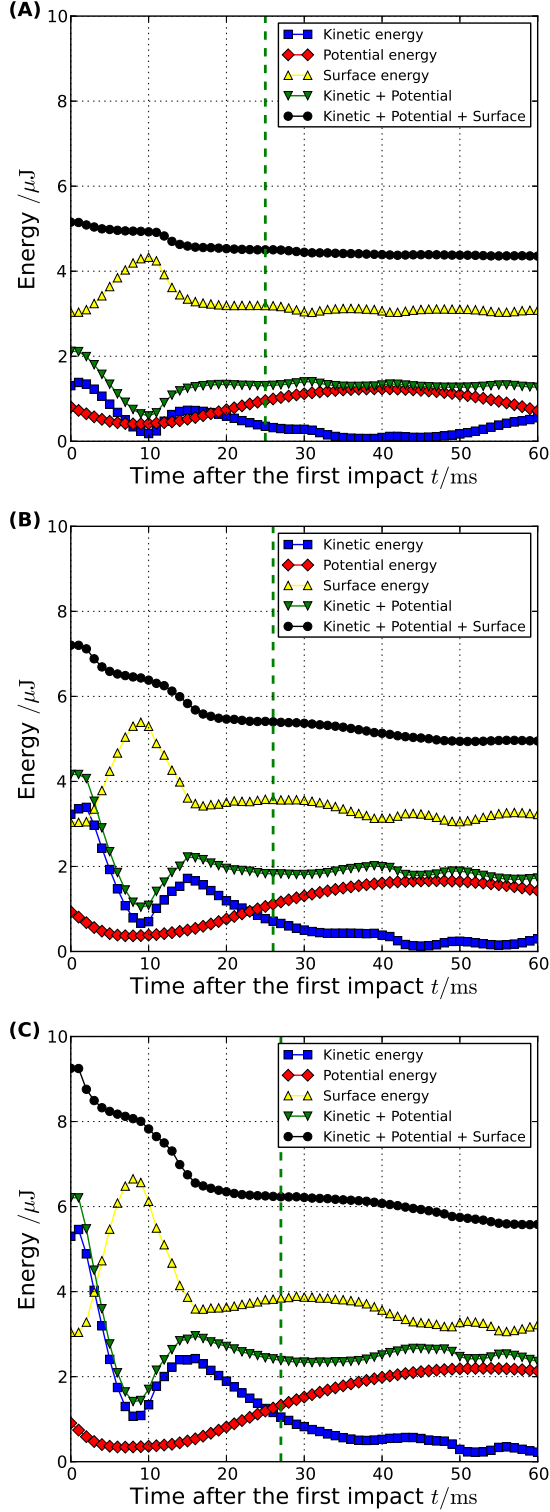 (A)
10
8
6
4
2
0
Energy /μJ
Kinetic energy
Potential energy
Surface energy
Kinetic + Potential
Kinetic + Potential + Surface
0 10 20 30 40 50 60
Time after the first impact t/ms
(B)
10
8
6
4
2
0
Energy /μJ
Kinetic energy
Potential energy
Surface energy
Kinetic + Potential
Kinetic + Potential + Surface
0 10 20 30 40 50 60
Time after the first impact t/ms
(C)
10
8
6
4
2
0
Energy /μJ
Kinetic energy
Potential energy
Surface energy
Kinetic + Potential
Kinetic + Potential + Surface
0 10 20 30 40 50 60
Time after the first impact t/ms